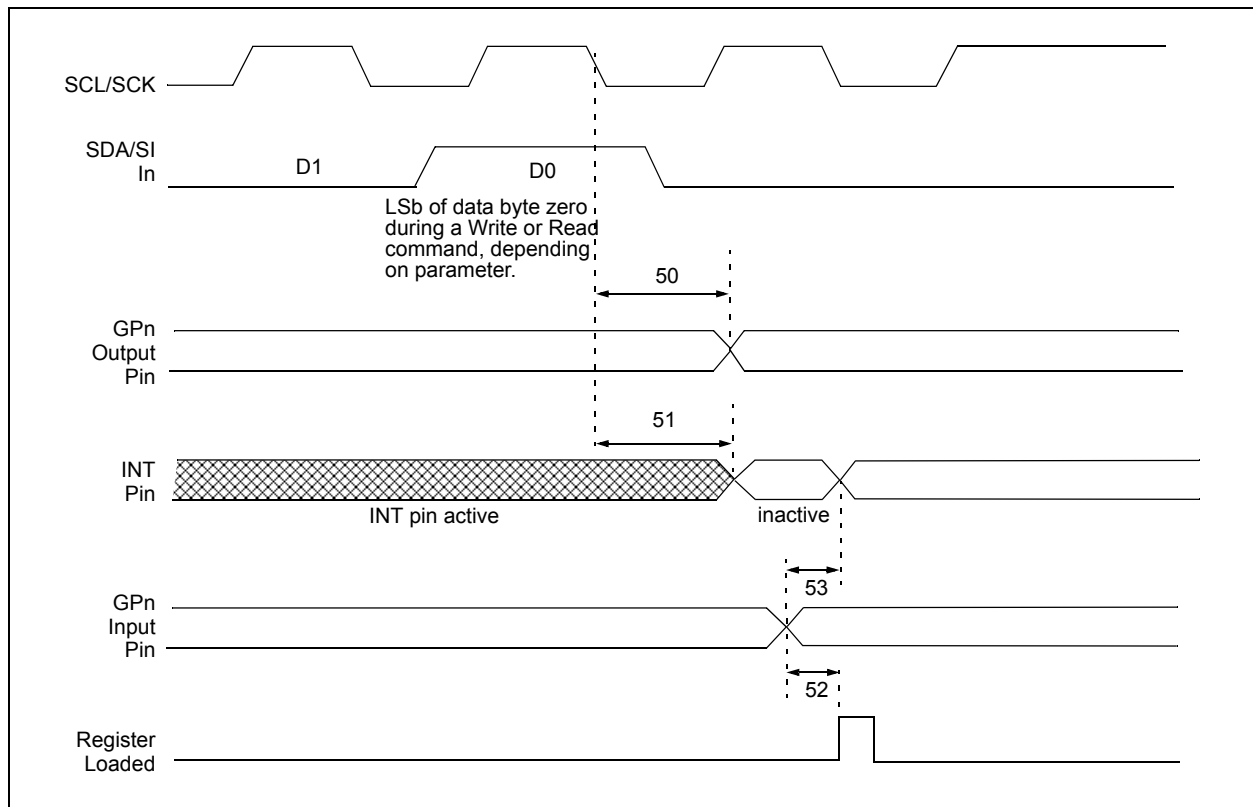 SCL/SCK
SDA/SI
In
D1
D0
LSb of data byte zero
during a Write or Read
command, depending
on parameter.
50
GPn
Output
Pin
51
INT
Pin
INT pin active
inactive
53
GPn
Input
Pin
52
Register
Loaded